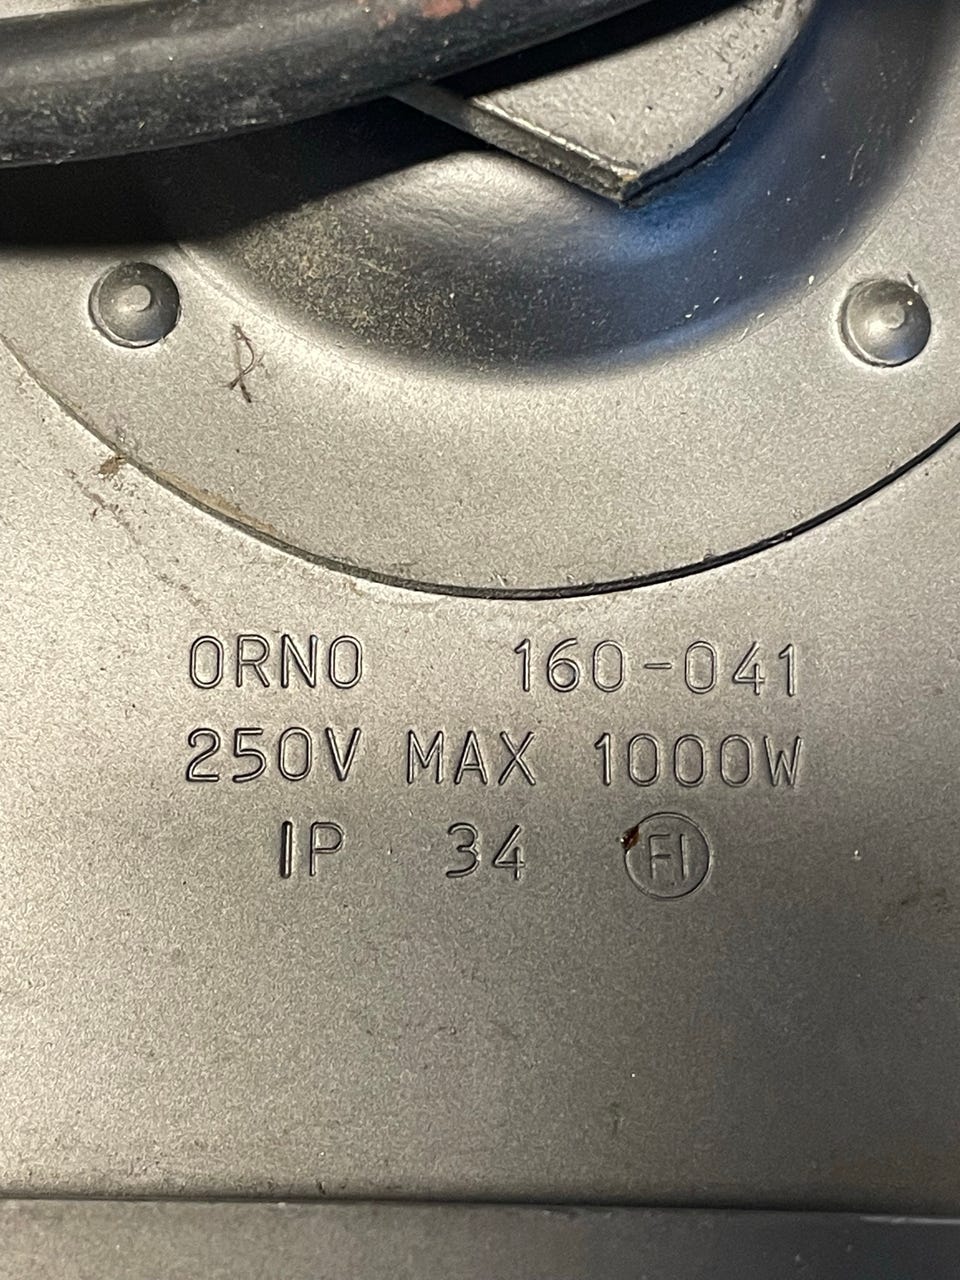 ORNO 160-041
250V MAX 1000W
IP 34 FI